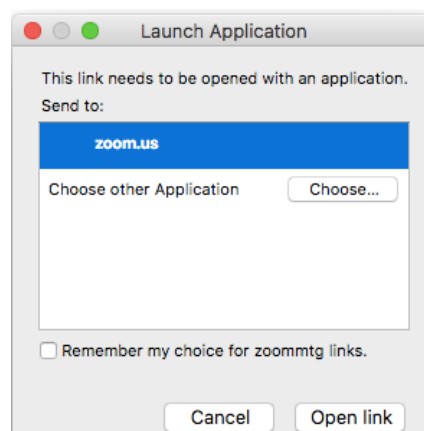 Launch Application
This link needs to be opened with an application.
Send to:
zoom.us
Choose other Application Choose...
Remember my choice for zoommtg links.
Cancel Open link